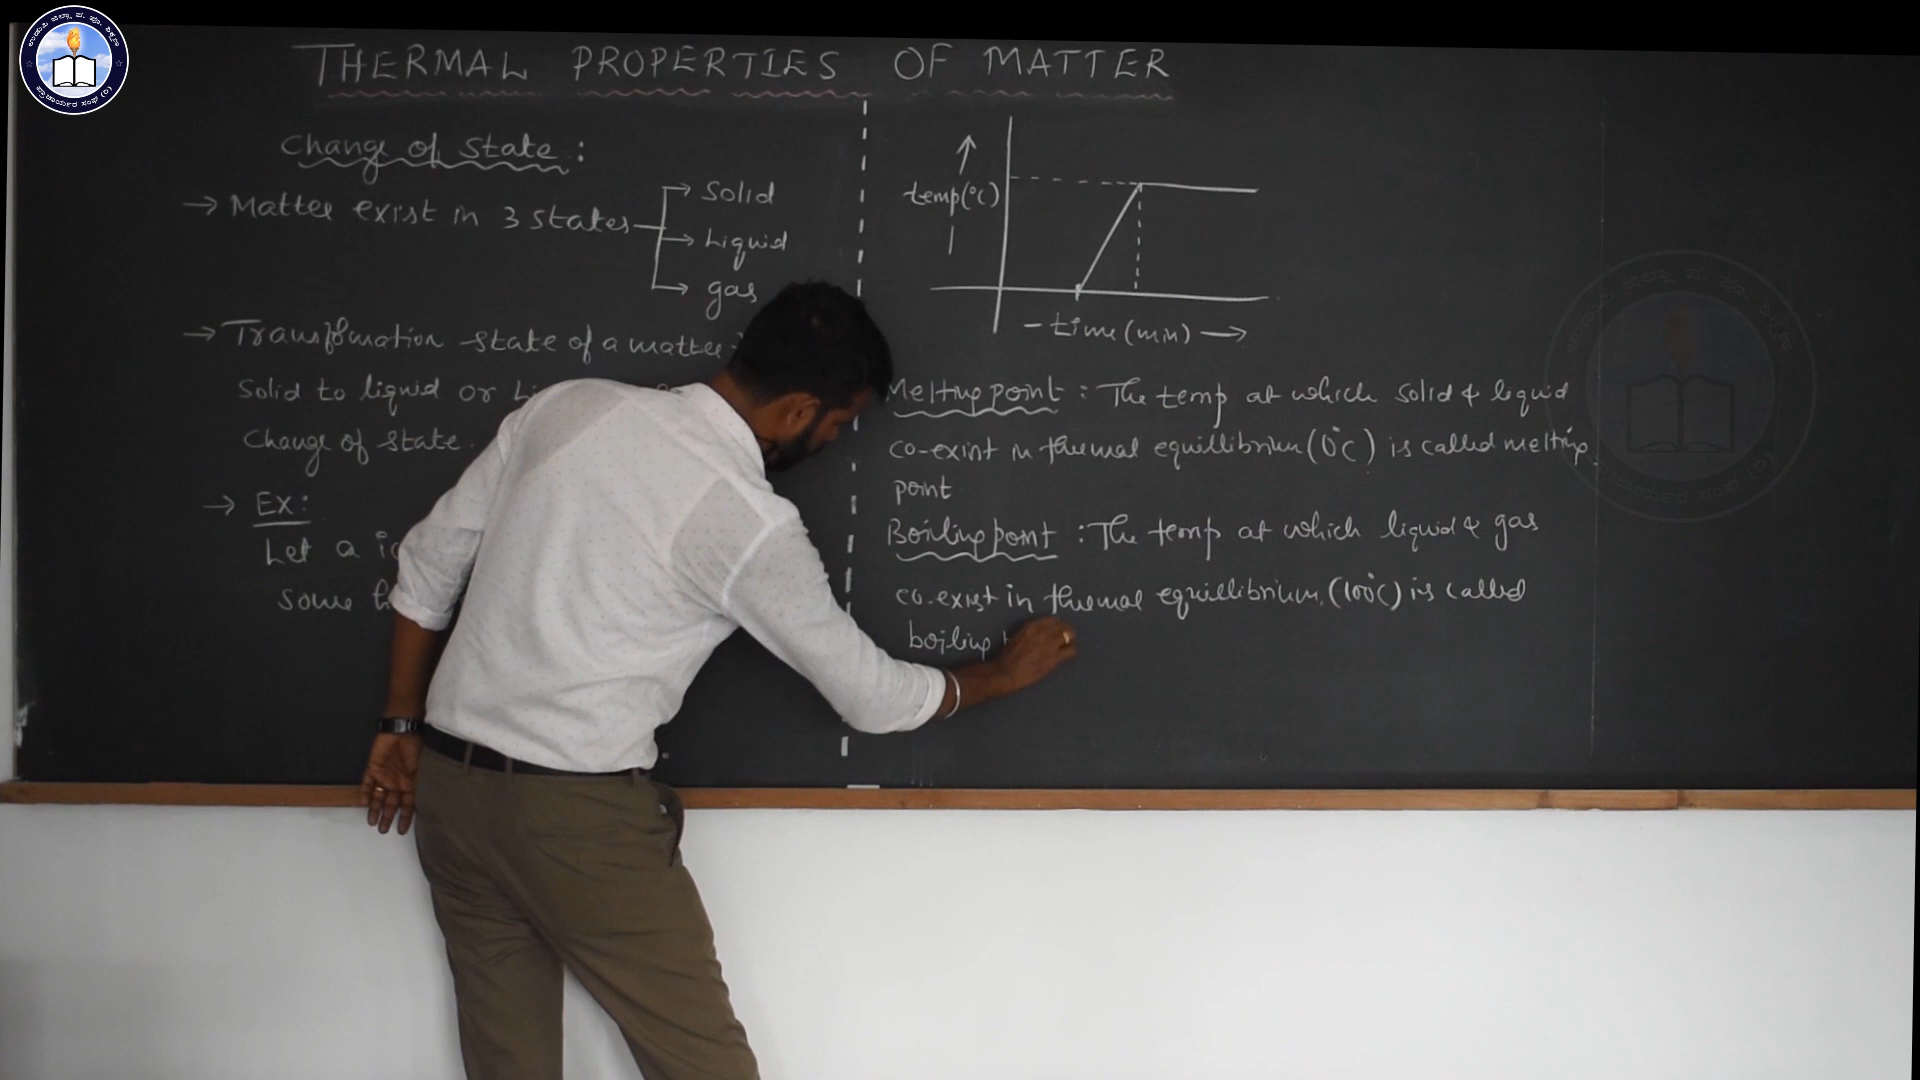 THERMAL PROPERTIES OF MATTER
Change of state :
→ Matter exist in 3 states
→ Solid
→ Liquid
→ gas
→ Transformation state of a matter
Solid to liquid or
Change of state.
→ Ex:
Let a
some
temp(°C)
- time (min) →
Melting point : The temp at which solid & liquid
co-exint in thermal equillibrium (0°C) is called melting
point
Boiling point : The temp at which liquid & gas
co.exist in thermal equillibrium, (100°C) is called
boiling